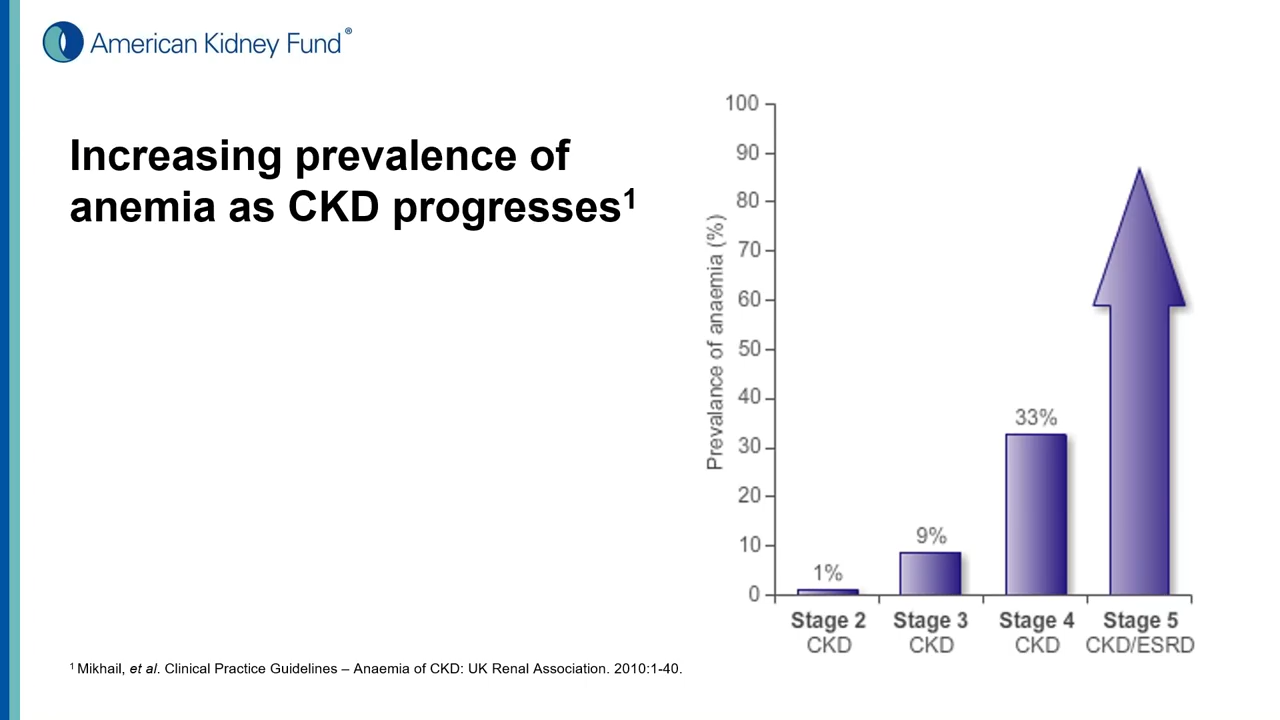 American Kidney Fund®
Increasing prevalence of
anemia as CKD progresses¹
Prevalance of anaemia (%)
100
90
80
70
60
50
40
30
20
10
0
1%
9%
33%
Stage 2
CKD
Stage 3
CKD
Stage 4
CKD
Stage 5
CKD/ESRD
¹ Mikhail, et al. Clinical Practice Guidelines – Anaemia of CKD: UK Renal Association. 2010:1-40.